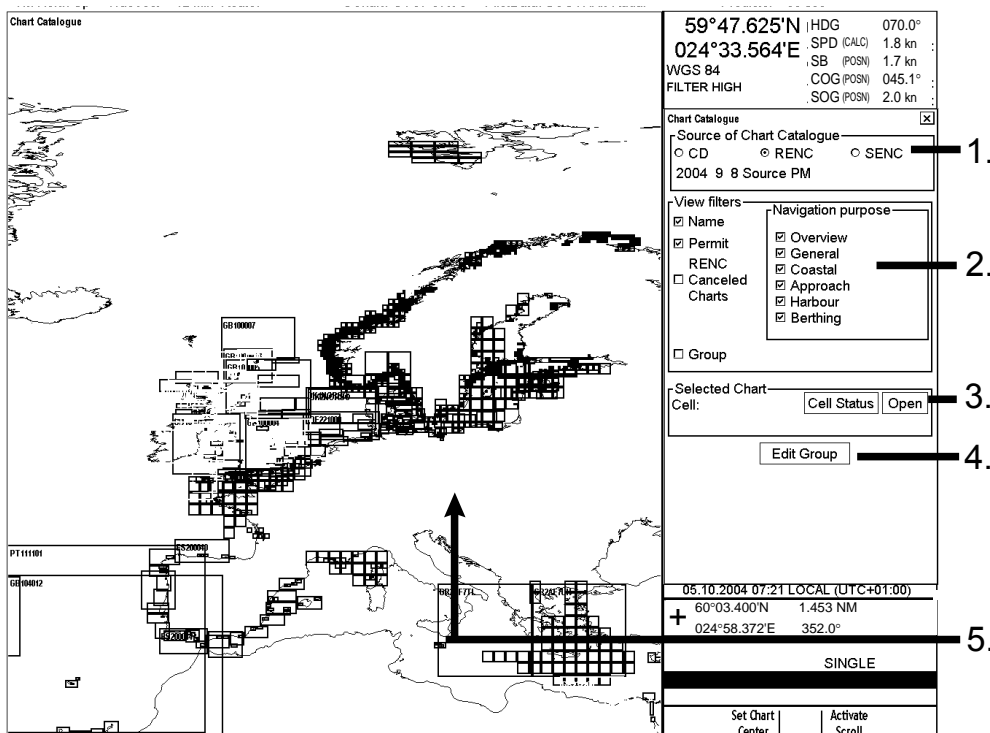 Chart Catalogue
59°47.625'N
024°33.564'E
WGS 84
FILTER HIGH
HDG 070.0°
SPD (CALC) 1.8 kn
SB (POSN) 1.7 kn
COG (POSN) 045.1°
SOG (POSN) 2.0 kn
Chart Catalogue
Source of Chart Catalogue
CD RENC SENC
2004 9 8 Source PM
1.
View filters
Name
Permit
RENC
Canceled
Charts
Group
Navigation purpose
Overview
General
Coastal
Approach
Harbour
Berthing
2.
Selected Chart
Cell: Cell Status Open
3.
Edit Group
4.
GB100007
PT111101
GB104012
ES200010
05.10.2004 07:21 LOCAL (UTC+01:00)
60°03.400'N 1.453 NM
024°58.372'E 352.0°
5.
SINGLE
Set Chart
Center
Activate
Scroll